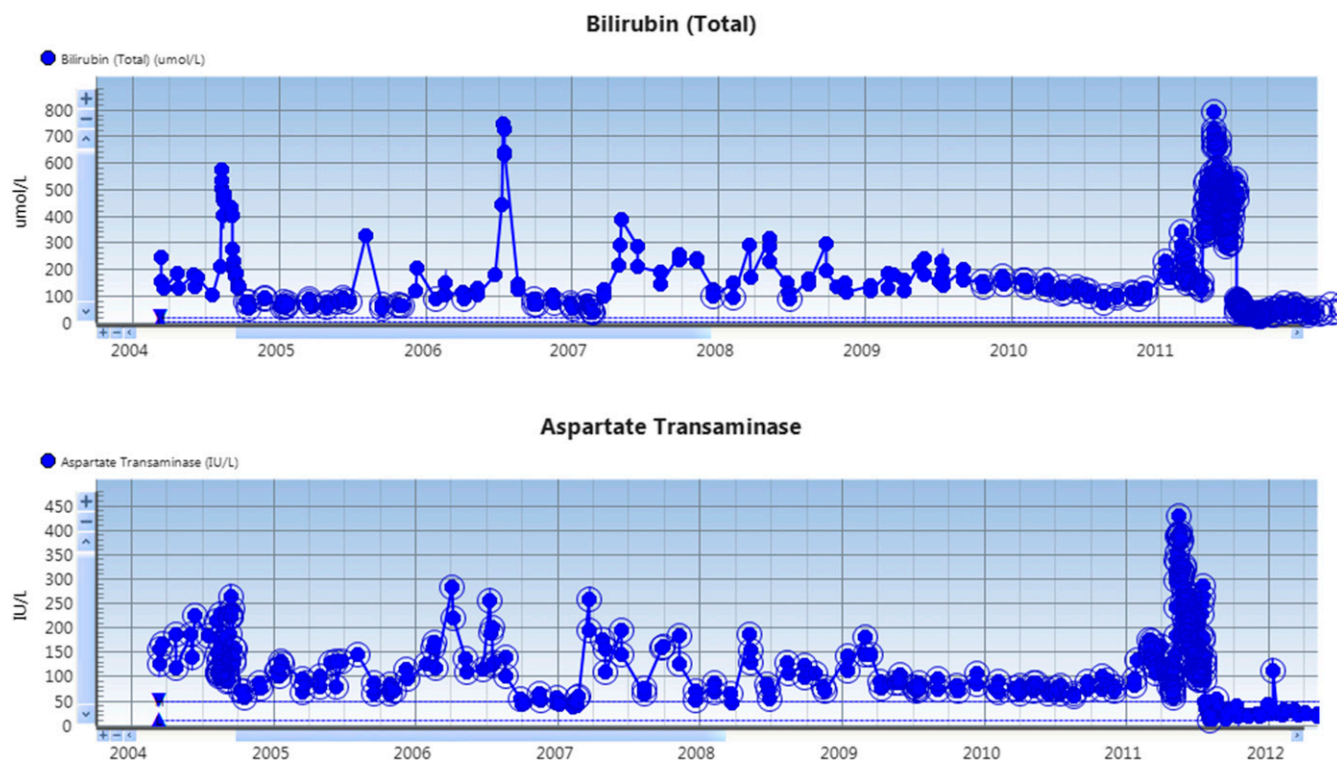 Bilirubin (Total)
Bilirubin (Total) (umol/L)
umol/L
800
700
600
500
400
300
200
100
0
2004 2005 2006 2007 2008 2009 2010 2011
Aspartate Transaminase
Aspartate Transaminase (IU/L)
IU/L
450
400
350
300
250
200
150
100
50
0
2004 2005 2006 2007 2008 2009 2010 2011 2012